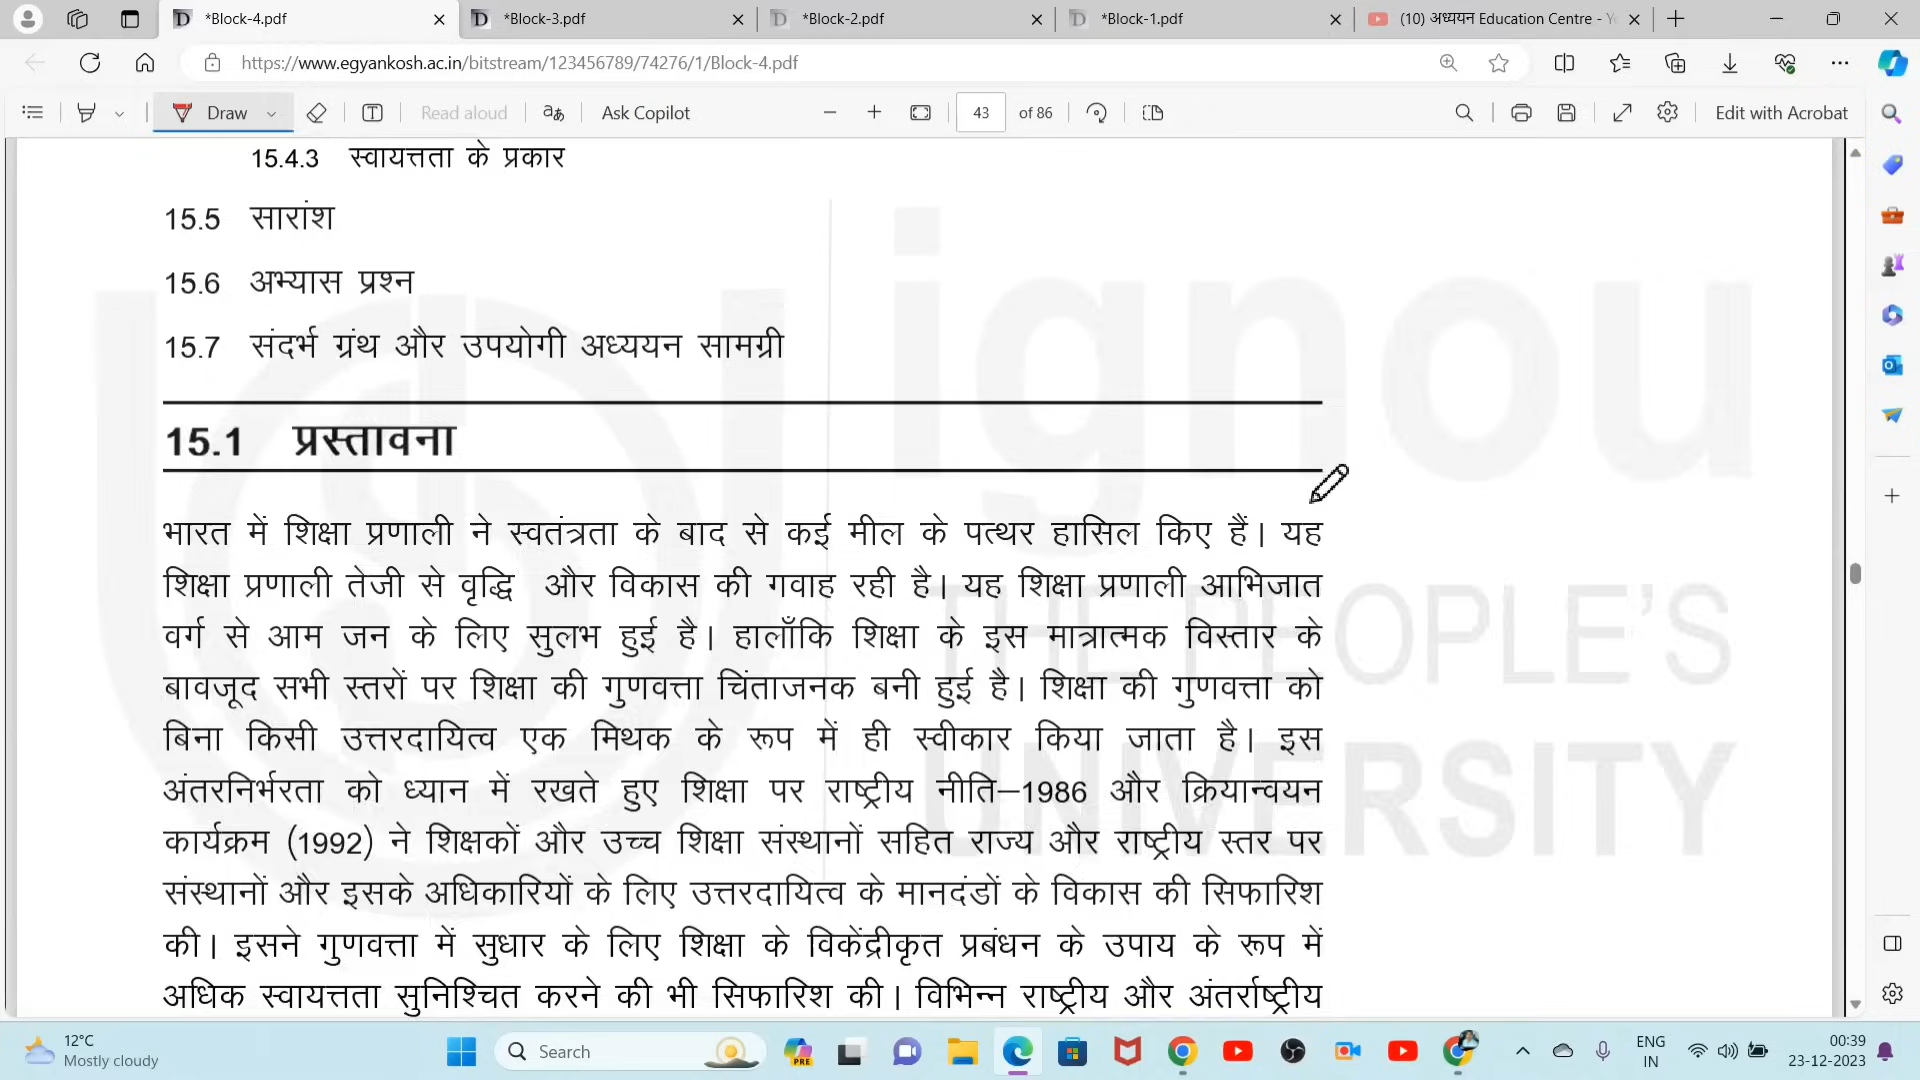 *Block-4.pdf
*Block-3.pdf
*Block-2.pdf
*Block-1.pdf
(10) अध्ययन Education Centre - Y
https://www.egyankosh.ac.in/bitstream/123456789/74276/1/Block-4.pdf
Draw
Read aloud
Ask Copilot
43 of 86
Edit with Acrobat
15.4.3 स्वायत्तता के प्रकार
15.5 सारांश
15.6 अभ्यास प्रश्न
15.7 संदर्भ ग्रंथ और उपयोगी अध्ययन सामग्री
15.1 प्रस्तावना
भारत में शिक्षा प्रणाली ने स्वतंत्रता के बाद से कई मील के पत्थर हासिल किए हैं। यह
शिक्षा प्रणाली तेजी से वृद्धि और विकास की गवाह रही है। यह शिक्षा प्रणाली आभिजात
वर्ग से आम जन के लिए सुलभ हुई है। हालाँकि शिक्षा के इस मात्रात्मक विस्तार के
बावजूद सभी स्तरों पर शिक्षा की गुणवत्ता चिंताजनक बनी हुई है। शिक्षा की गुणवत्ता को
बिना किसी उत्तरदायित्व एक मिथक के रूप में ही स्वीकार किया जाता है। इस
अंतरनिर्भरता को ध्यान में रखते हुए शिक्षा पर राष्ट्रीय नीति–1986 और क्रियान्वयन
कार्यक्रम (1992) ने शिक्षकों और उच्च शिक्षा संस्थानों सहित राज्य और राष्ट्रीय स्तर पर
संस्थानों और इसके अधिकारियों के लिए उत्तरदायित्व के मानदंडों के विकास की सिफारिश
की। इसने गुणवत्ता में सुधार के लिए शिक्षा के विकेंद्रीकृत प्रबंधन के उपाय के रूप में
अधिक स्वायत्तता सुनिश्चित करने की भी सिफारिश की। विभिन्न राष्ट्रीय और अंतर्राष्ट्रीय
ignou
THE PEOPLE'S
UNIVERSITY
12°C
Mostly cloudy
Search
PRE
ENG
IN
00:39
23-12-2023